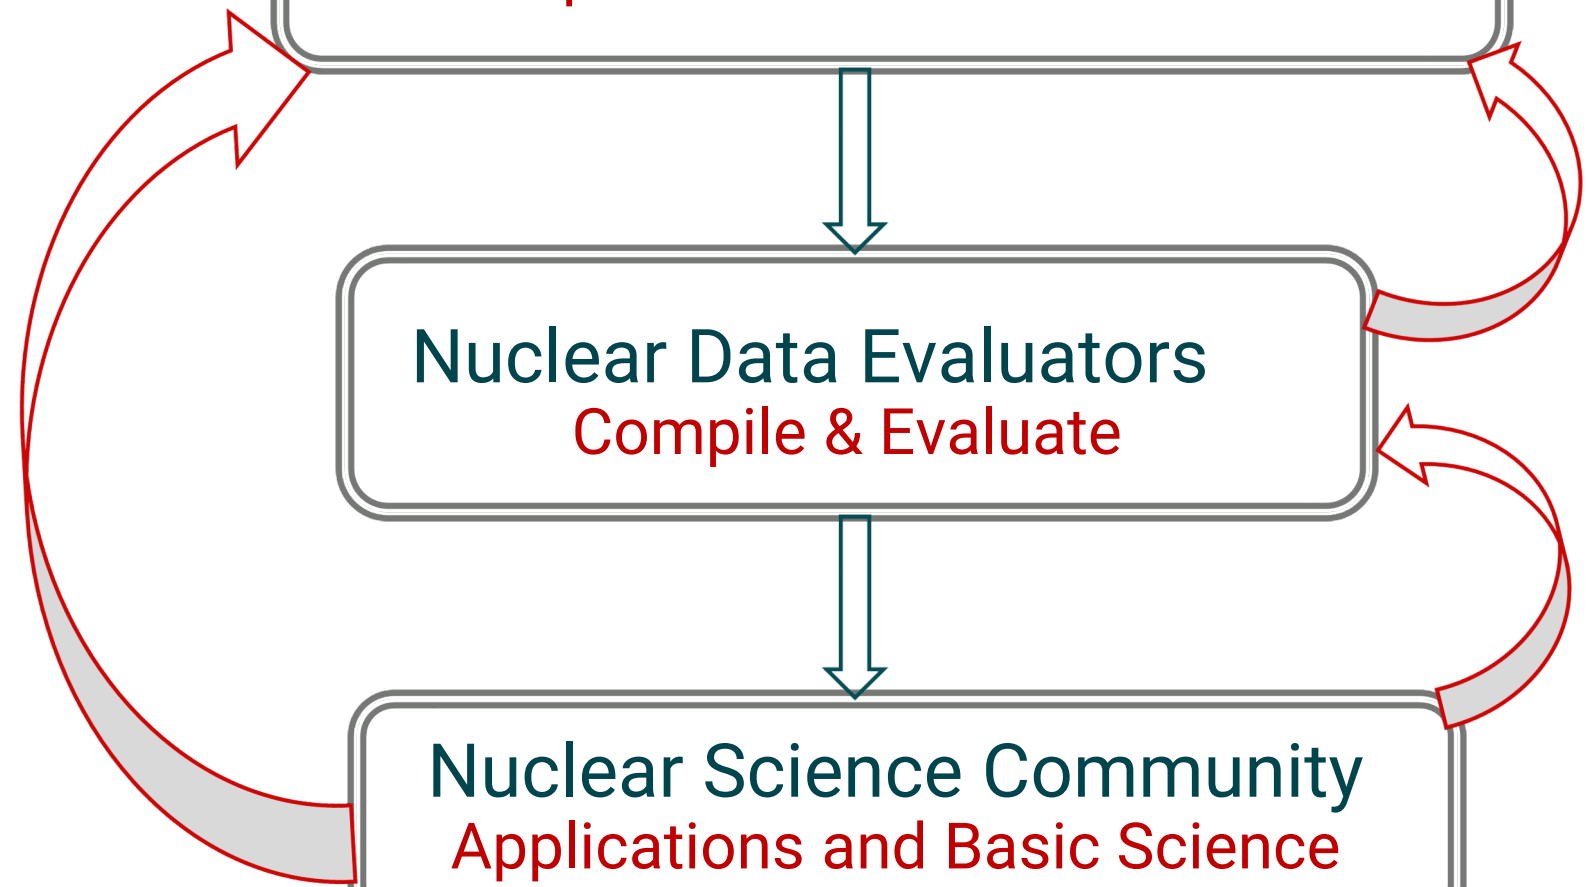 Nuclear Data Evaluators
Compile & Evaluate
Nuclear Science Community
Applications and Basic Science